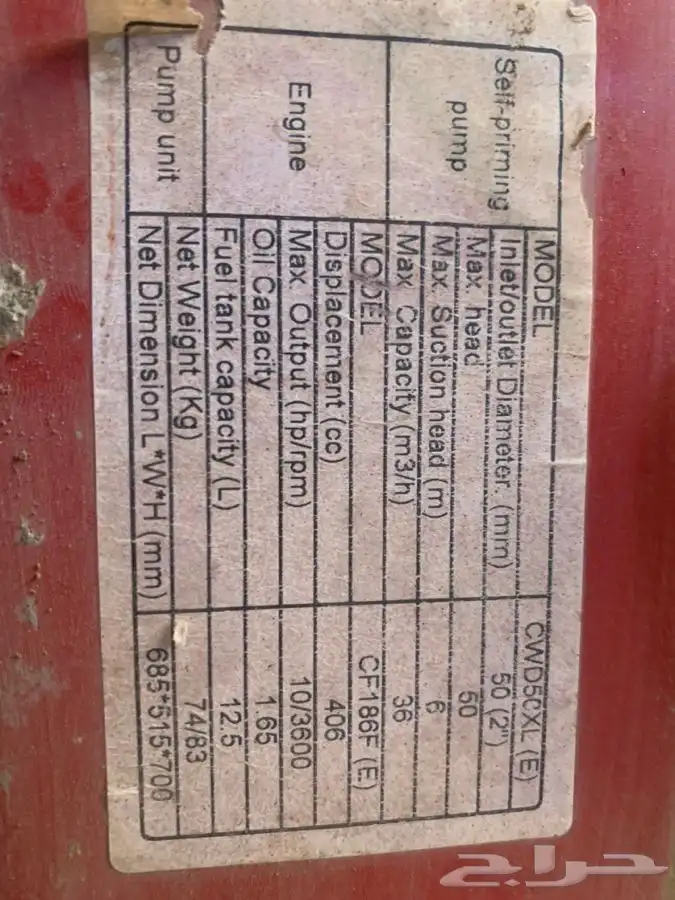 MODEL CWD50XL (E)
Self-priming pump
Inlet/outlet Diameter. (mm) 50 (2")
Max. head 50
Max. Suction head (m) 6
Max. Capacity (m3/h) 36
Engine
MODEL CF186F (E)
Displacement (cc) 406
Max. Output (hp/rpm) 10/3600
Oil Capacity 1.65
Fuel tank capacity (L) 12.5
Pump unit
Net Weight (Kg) 74/83
Net Dimension L*W*H (mm) 685*515*700
حراج